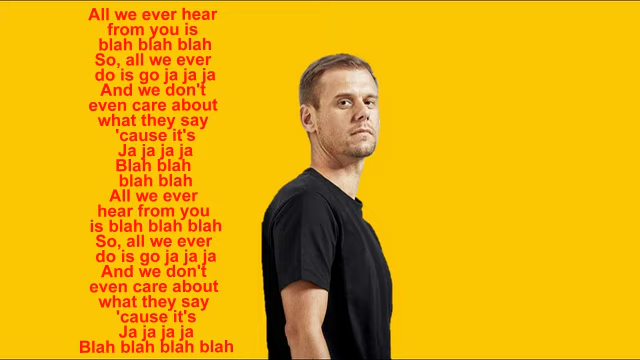 All we ever hear
from you is
blah blah blah
So, all we ever
do is go ja ja ja
And we don't
even care about
what they say
'cause it's
Ja ja ja ja
Blah blah
blah blah
All we ever
hear from you
is blah blah blah
So, all we ever
do is go ja ja ja
And we don't
even care about
what they say
'cause it's
Ja ja ja ja
Blah blah blah blah